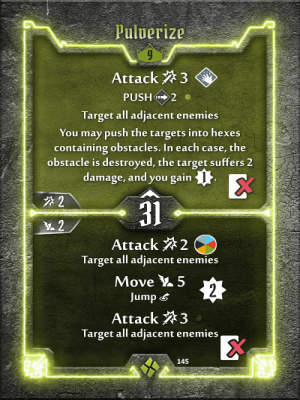 Pulverize
9
Attack 3
PUSH 2
Target all adjacent enemies
You may push the targets into hexes
containing obstacles. In each case, the
obstacle is destroyed, the target suffers 2
damage, and you gain 1.
2
31
2
Attack 2
Target all adjacent enemies
Move 5
Jump
2
Attack 3
Target all adjacent enemies
145